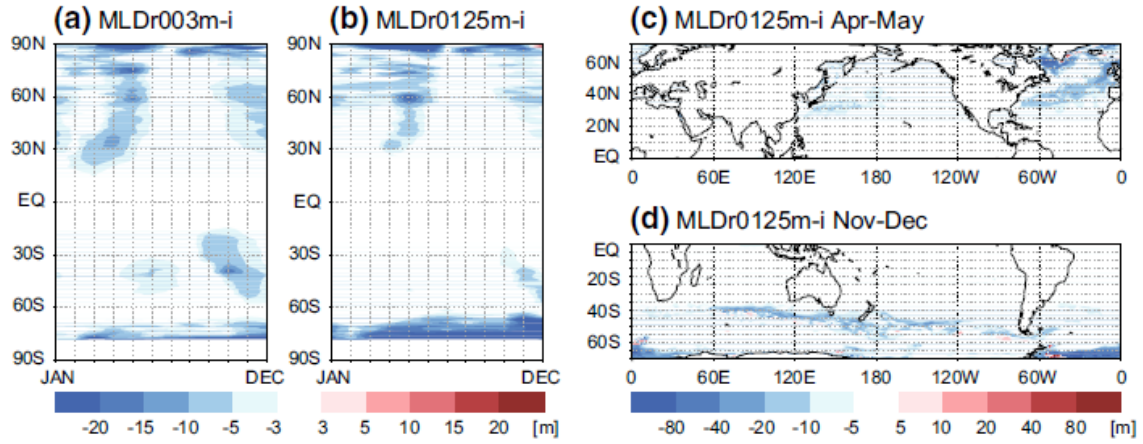 (a) MLDr003m-i
(b) MLDr0125m-i
(c) MLDr0125m-i Apr-May
90N
60N
30N
EQ
30S
60S
90S
JAN DEC
90N
60N
30N
EQ
30S
60S
90S
JAN DEC
60N
40N
20N
EQ
0 60E 120E 180 120W 60W 0
(d) MLDr0125m-i Nov-Dec
EQ
20S
40S
60S
0 60E 120E 180 120W 60W 0
-20 -15 -10 -5 -3
3 5 10 15 20 [m]
-80 -40 -20 -10 -5
5 10 20 40 80 [m]